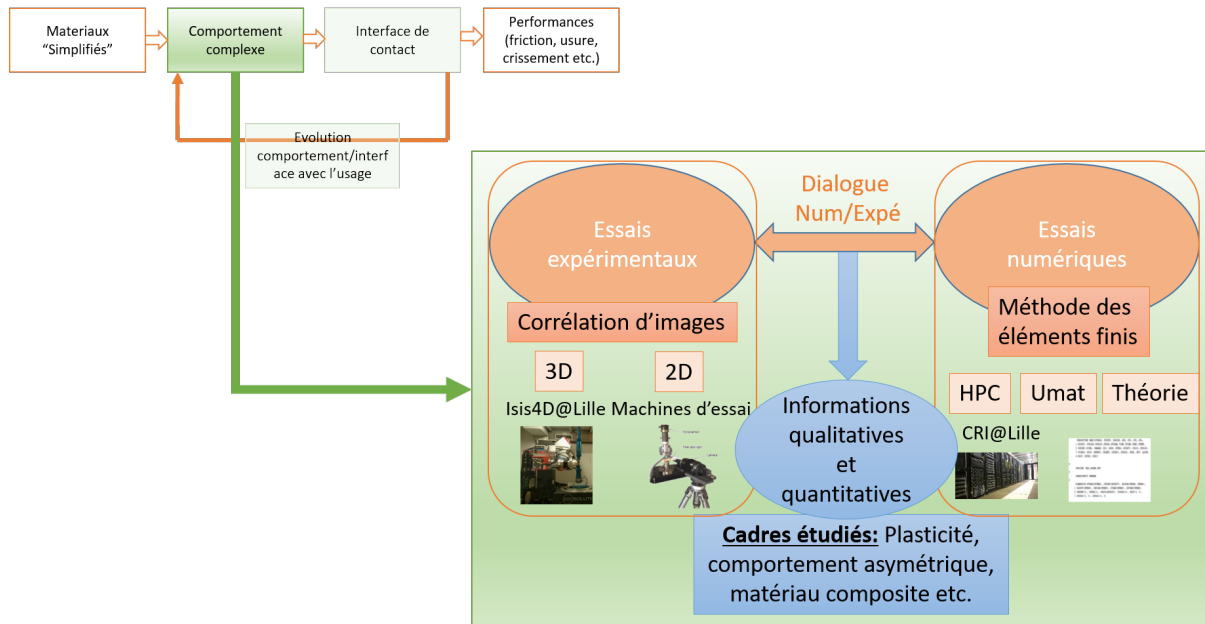 Materiaux
“Simplifiés”
Comportement
complexe
Interface de
contact
Performances
(friction, usure,
crissement etc.)
Evolution
comportement/interf
ace avec l’usage
Dialogue
Num/Expé
Essais
expérimentaux
Essais
numériques
Corrélation d’images
Méthode des
éléments finis
3D
2D
HPC
Umat
Théorie
Isis4D@Lille
Machines d’essai
CRI@Lille
Informations
qualitatives
et
quantitatives
Cadres étudiés: Plasticité,
comportement asymétrique,
matériau composite etc.